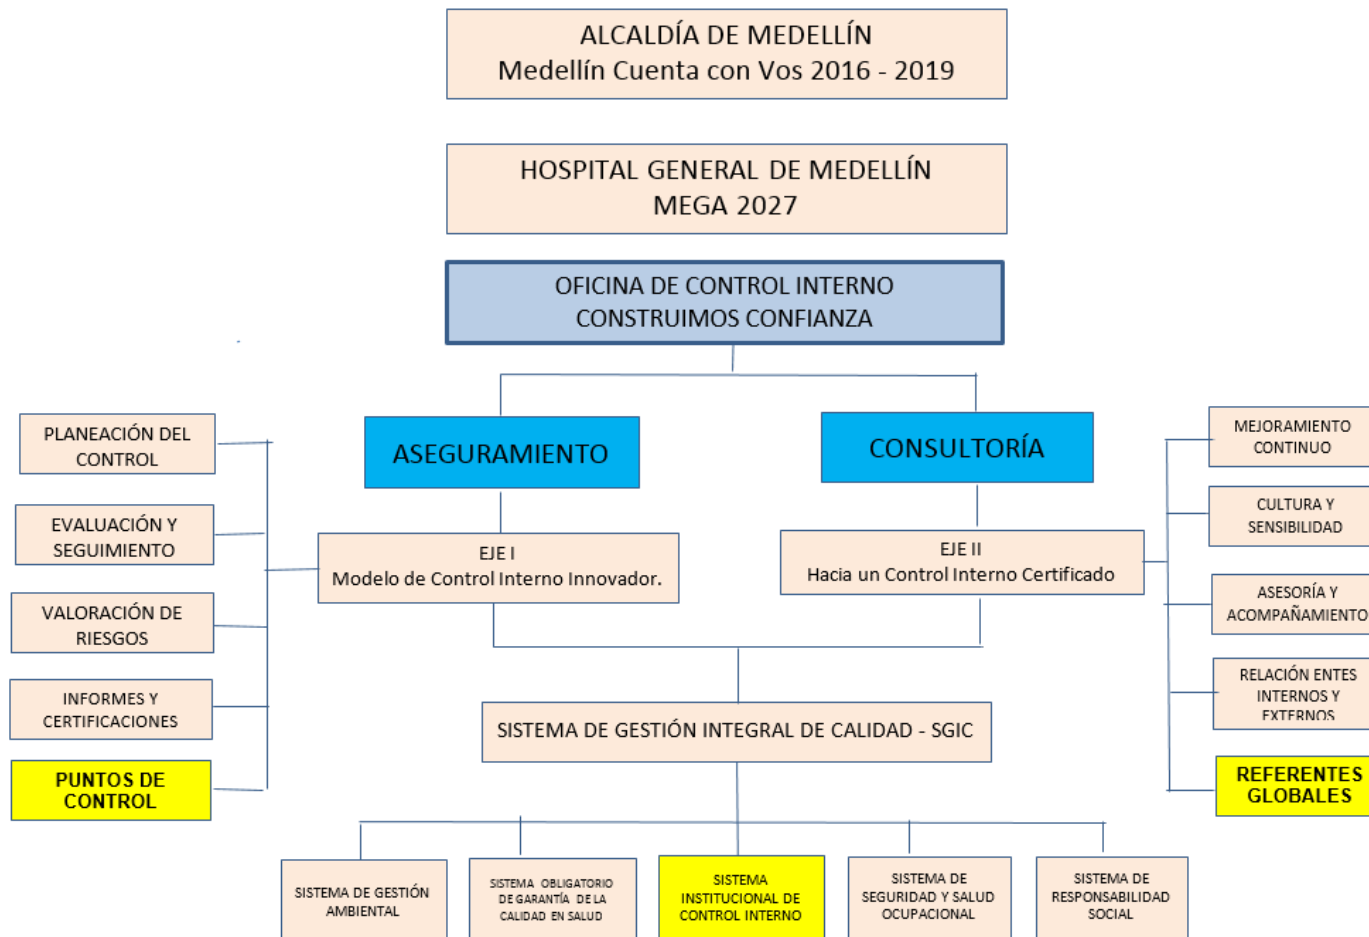 ALCALDÍA DE MEDELLÍN
Medellín Cuenta con Vos 2016 - 2019
HOSPITAL GENERAL DE MEDELLÍN
MEGA 2027
OFICINA DE CONTROL INTERNO
CONSTRUIMOS CONFIANZA
ASEGURAMIENTO
CONSULTORÍA
PLANEACIÓN DEL
CONTROL
EVALUACIÓN Y
SEGUIMIENTO
VALORACIÓN DE
RIESGOS
INFORMES Y
CERTIFICACIONES
PUNTOS DE
CONTROL
EJE I
Modelo de Control Interno Innovador.
EJE II
Hacia un Control Interno Certificado
MEJORAMIENTO
CONTINUO
CULTURA Y
SENSIBILIDAD
ASESORÍA Y
ACOMPAÑAMIENTO
RELACIÓN ENTES
INTERNOS Y
EXTERNOS
REFERENTES
GLOBALES
SISTEMA DE GESTIÓN INTEGRAL DE CALIDAD - SGIC
SISTEMA DE GESTIÓN
AMBIENTAL
SISTEMA OBLIGATORIO
DE GARANTÍA DE LA
CALIDAD EN SALUD
SISTEMA
INSTITUCIONAL DE
CONTROL INTERNO
SISTEMA DE
SEGURIDAD Y SALUD
OCUPACIONAL
SISTEMA DE
RESPONSABILIDAD
SOCIAL